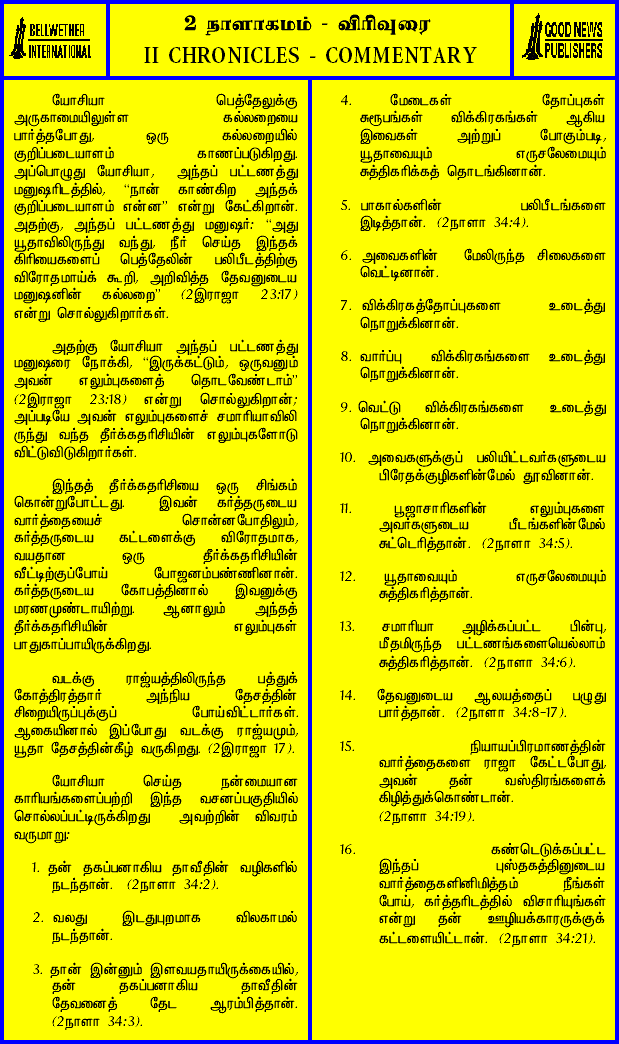 BELLWETHER
INTERNATIONAL
2 நாளாகமம் - விரிவுரை
II CHRONICLES - COMMENTARY
GOOD NEWS
PUBLISHERS
யோசியா பெத்தேலுக்கு
அருகாமையிலுள்ள கல்லறையை
பார்த்தபோது, ஒரு கல்லறையில்
குறிப்படையாளம் காணப்படுகிறது.
அப்பொழுது யோசியா, அந்தப் பட்டணத்து
மனுஷரிடத்தில், “நான் காண்கிற அந்தக்
குறிப்படையாளம் என்ன” என்று கேட்கிறான்.
அதற்கு, அந்தப் பட்டணத்து மனுஷர்: “அது
யூதாவிலிருந்து வந்து, நீர் செய்த இந்தக்
கிரியைகளைப் பெத்தேலின் பலிபீடத்திற்கு
விரோதமாய்க் கூறி, அறிவித்த தேவனுடைய
மனுஷனின் கல்லறை” (2இராஜா 23:17)
என்று சொல்லுகிறார்கள்.
அதற்கு யோசியா அந்தப் பட்டணத்து
மனுஷரை நோக்கி, “இருக்கட்டும், ஒருவனும்
அவன் எலும்புகளைத் தொடவேண்டாம்”
(2இராஜா 23:18) என்று சொல்லுகிறான்;
அப்படியே அவன் எலும்புகளைச் சமாரியாவிலி
ருந்து வந்த தீர்க்கதரிசியின் எலும்புகளோடு
விட்டுவிடுகிறார்கள்.
இந்தத் தீர்க்கதரிசியை ஒரு சிங்கம்
கொன்றுபோட்டது. இவன் கர்த்தருடைய
வார்த்தையைச் சொன்னபோதிலும்,
கர்த்தருடைய கட்டளைக்கு விரோதமாக,
வயதான ஒரு தீர்க்கதரிசியின்
வீட்டிற்குப்போய் போஜனம்பண்ணினான்.
கர்த்தருடைய கோபத்தினால் இவனுக்கு
மரணமுண்டாயிற்று. ஆனாலும் அந்தத்
தீர்க்கதரிசியின் எலும்புகள்
பாதுகாப்பாயிருக்கிறது.
வடக்கு ராஜ்யத்திலிருந்த பத்துக்
கோத்திரத்தார் அந்நிய தேசத்தின்
சிறையிருப்புக்குப் போய்விட்டார்கள்.
ஆகையினால் இப்போது வடக்கு ராஜ்யமும்,
யூதா தேசத்தின்கீழ் வருகிறது. (2இராஜா 17).
யோசியா செய்த நன்மையான
காரியங்களைப்பற்றி இந்த வசனப்பகுதியில்
சொல்லப்பட்டிருக்கிறது அவற்றின் விவரம்
வருமாறு:
1. தன் தகப்பனாகிய தாவீதின் வழிகளில்
நடந்தான். (2நாளா 34:2).
2. வலது இடதுபுறமாக விலகாமல்
நடந்தான்.
3. தான் இன்னும் இளவயதாயிருக்கையில்,
தன் தகப்பனாகிய தாவீதின்
தேவனைத் தேட ஆரம்பித்தான்.
(2நாளா 34:3).
4. மேடைகள் தோப்புகள்
சுரூபங்கள் விக்கிரகங்கள் ஆகிய
இவைகள் அற்றுப் போகும்படி,
யூதாவையும் எருசலேமையும்
சுத்திகரிக்கத் தொடங்கினான்.
5. பாகால்களின் பலிபீடங்களை
இடித்தான். (2நாளா 34:4).
6. அவைகளின் மேலிருந்த சிலைகளை
வெட்டினான்.
7. விக்கிரகத்தோப்புகளை உடைத்து
நொறுக்கினான்.
8. வார்ப்பு விக்கிரகங்களை உடைத்து
நொறுக்கினான்.
9. வெட்டு விக்கிரகங்களை உடைத்து
நொறுக்கினான்.
10. அவைகளுக்குப் பலியிட்டவர்களுடைய
பிரேதக்குழிகளின்மேல் தூவினான்.
11. பூஜாசாரிகளின் எலும்புகளை
அவர்களுடைய பீடங்களின்மேல்
சுட்டெரித்தான். (2நாளா 34:5).
12. யூதாவையும் எருசலேமையும்
சுத்திகரித்தான்.
13. சமாரியா அழிக்கப்பட்ட பின்பு,
மீதமிருந்த பட்டணங்களையெல்லாம்
சுத்திகரித்தான். (2நாளா 34:6).
14. தேவனுடைய ஆலயத்தைப் பழுது
பார்த்தான். (2நாளா 34:8-17).
15. நியாயப்பிரமாணத்தின்
வார்த்தைகளை ராஜா கேட்டபோது,
அவன் தன் வஸ்திரங்களைக்
கிழித்துக்கொண்டான்.
(2நாளா 34:19).
16. கண்டெடுக்கப்பட்ட
இந்தப் புஸ்தகத்தினுடைய
வார்த்தைகளினிமித்தம் நீங்கள்
போய், கர்த்தரிடத்தில் விசாரியுங்கள்
என்று தன் ஊழியக்காரருக்குக்
கட்டளையிட்டான். (2நாளா 34:21).